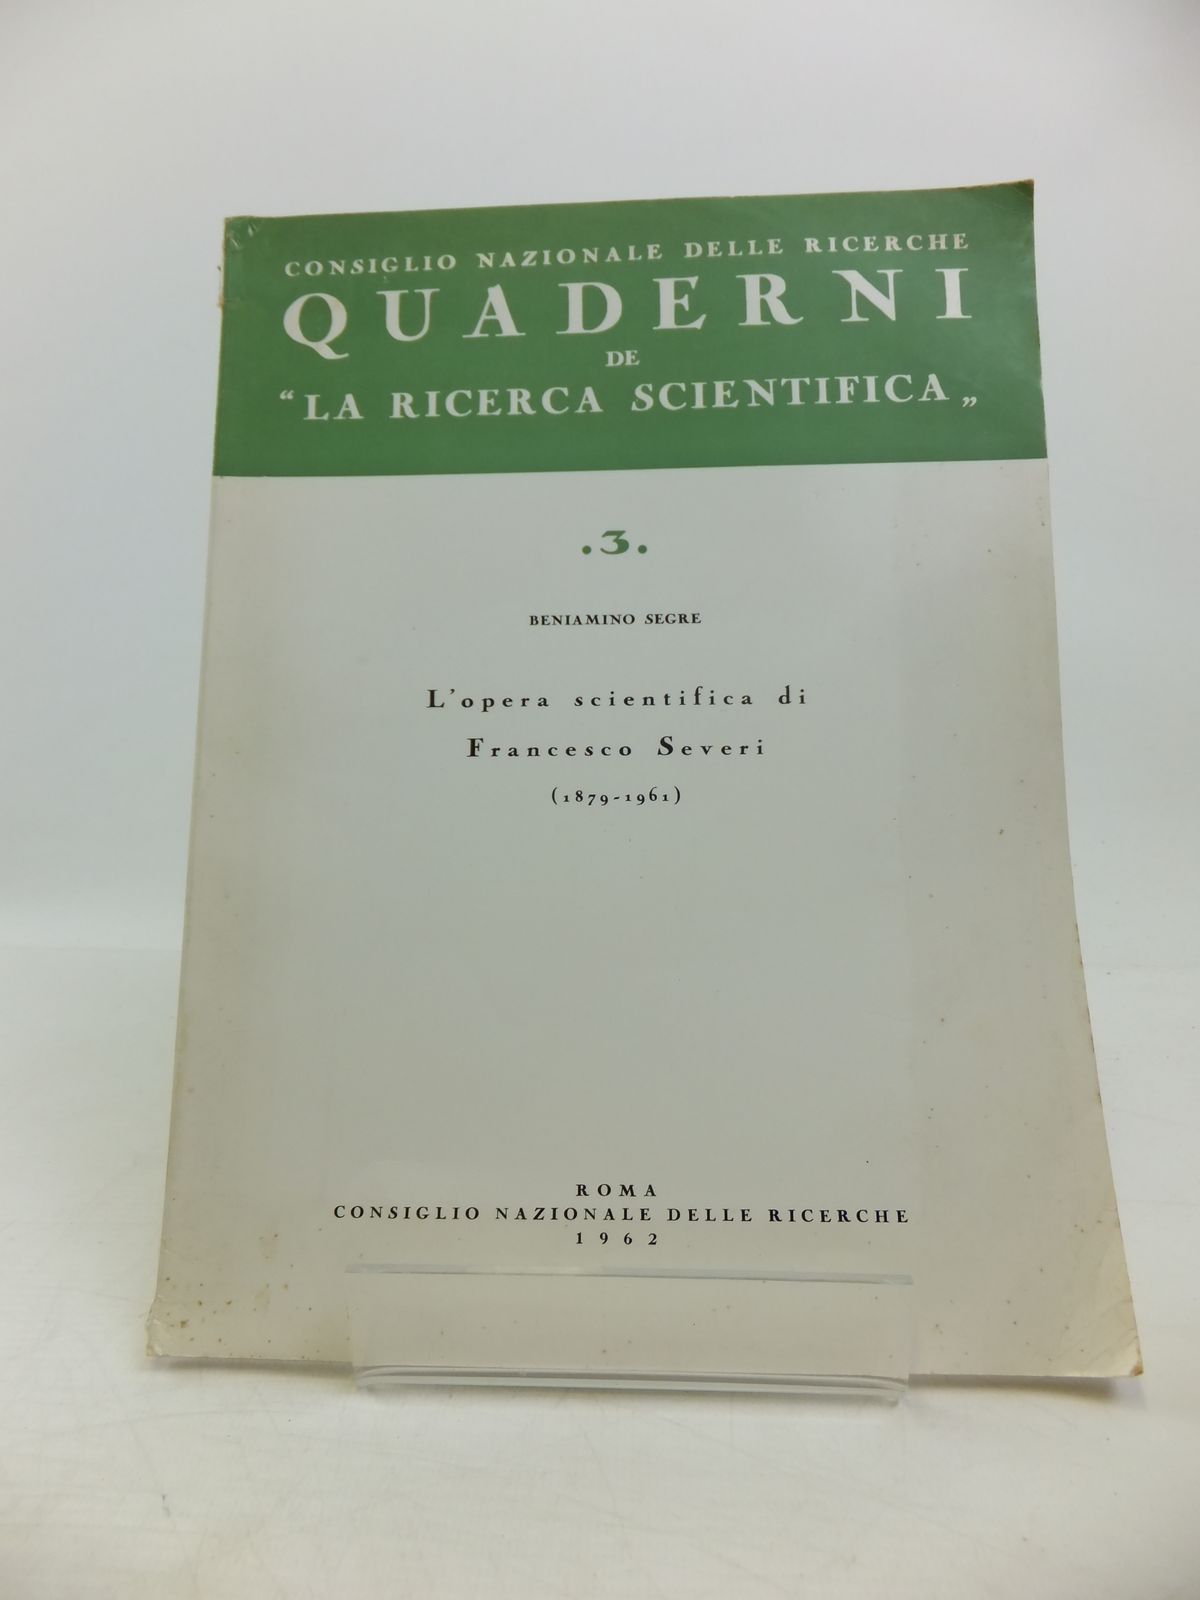 CONSIGLIO NAZIONALE DELLE RICERCHE
QUADERNI
DE
“LA RICERCA SCIENTIFICA„
.3.
BENIAMINO SEGRE
L'opera scientifica di
Francesco Severi
(1879-1961)
ROMA
CONSIGLIO NAZIONALE DELLE RICERCHE
1962